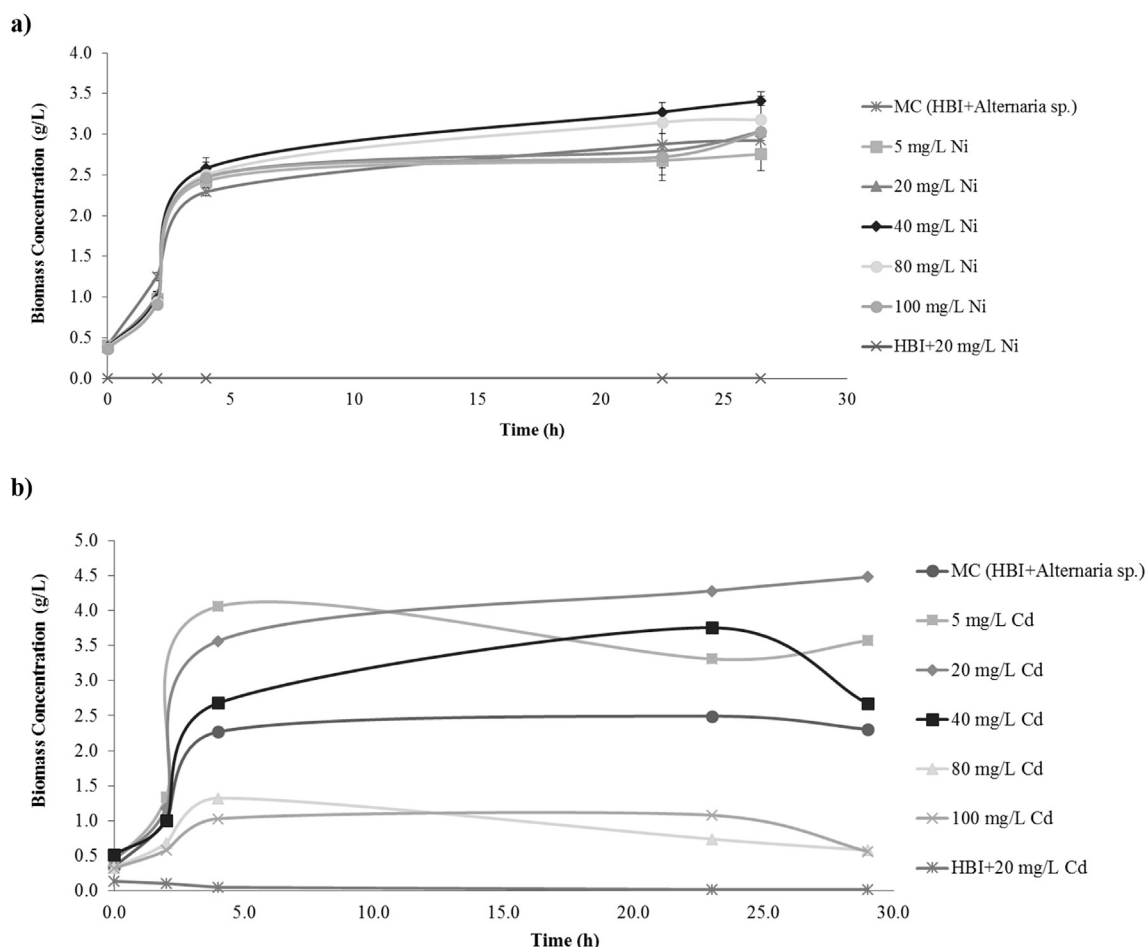 a)
4.0
3.5
3.0
2.5
2.0
1.5
1.0
0.5
0.0
Biomass Concentration (g/L)
0 5 10 15 20 25 30
Time (h)
MC (HBI+Alternaria sp.)
5 mg/L Ni
20 mg/L Ni
40 mg/L Ni
80 mg/L Ni
100 mg/L Ni
HBI+20 mg/L Ni
b)
5.0
4.5
4.0
3.5
3.0
2.5
2.0
1.5
1.0
0.5
0.0
Biomass Concentration (g/L)
0.0 5.0 10.0 15.0 20.0 25.0 30.0
Time (h)
MC (HBI+Alternaria sp.)
5 mg/L Cd
20 mg/L Cd
40 mg/L Cd
80 mg/L Cd
100 mg/L Cd
HBI+20 mg/L Cd